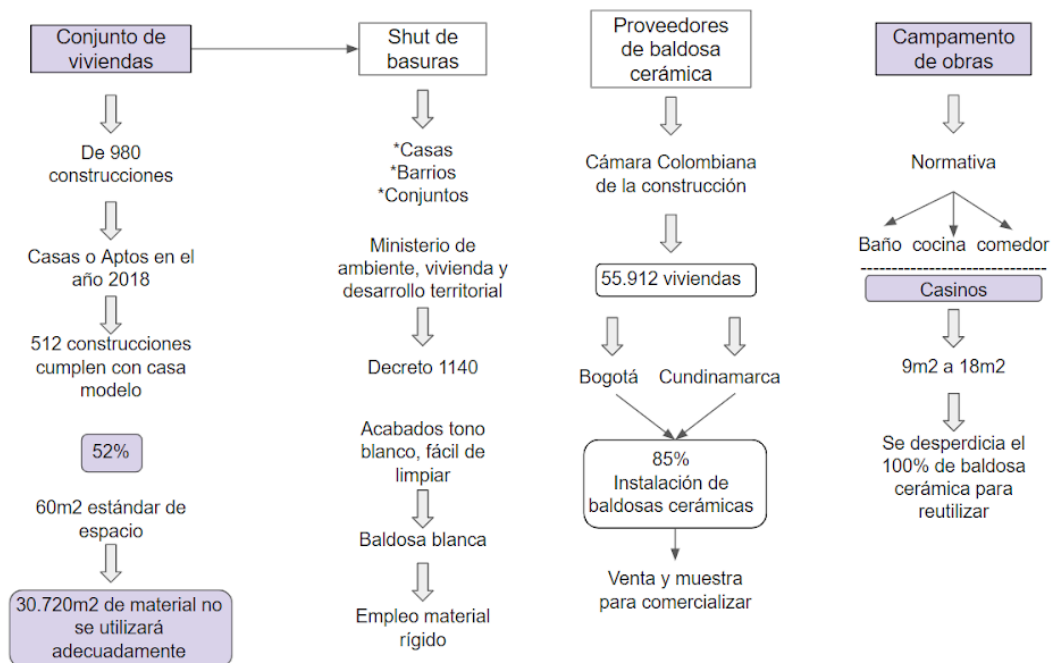 Conjunto de
viviendas
De 980
construcciones
Casas o Aptos en el
año 2018
512 construcciones
cumplen con casa
modelo
52%
60m2 estándar de
espacio
30.720m2 de material no
se utilizará
adecuadamente
Shut de
basuras
*Casas
*Barrios
*Conjuntos
Ministerio de
ambiente, vivienda y
desarrollo territorial
Decreto 1140
Acabados tono
blanco, fácil de
limpiar
Baldosa blanca
Empleo material
rígido
Proveedores
de baldosa
cerámica
Cámara Colombiana
de la construcción
55.912 viviendas
Bogotá
Cundinamarca
85%
Instalación de
baldosas cerámicas
Venta y muestra
para comercializar
Campamento
de obras
Normativa
Baño cocina comedor
Casinos
9m2 a 18m2
Se desperdicia el
100% de baldosa
cerámica para
reutilizar